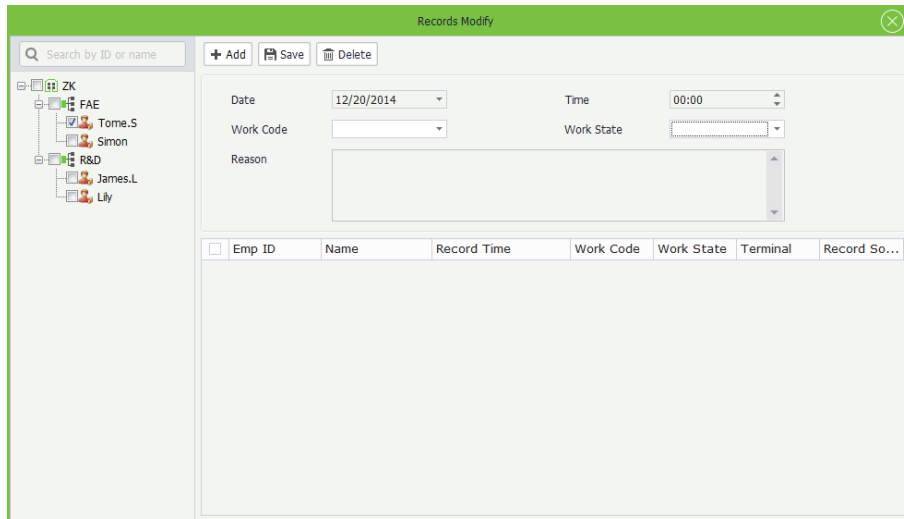 Records Modify
Search by ID or name
Add Save Delete
ZK
FAE
Tome.S
Simon
R&D
James.L
Lily
Date 12/20/2014 Time 00:00
Work Code Work State
Reason
Emp ID Name Record Time Work Code Work State Terminal Record So...